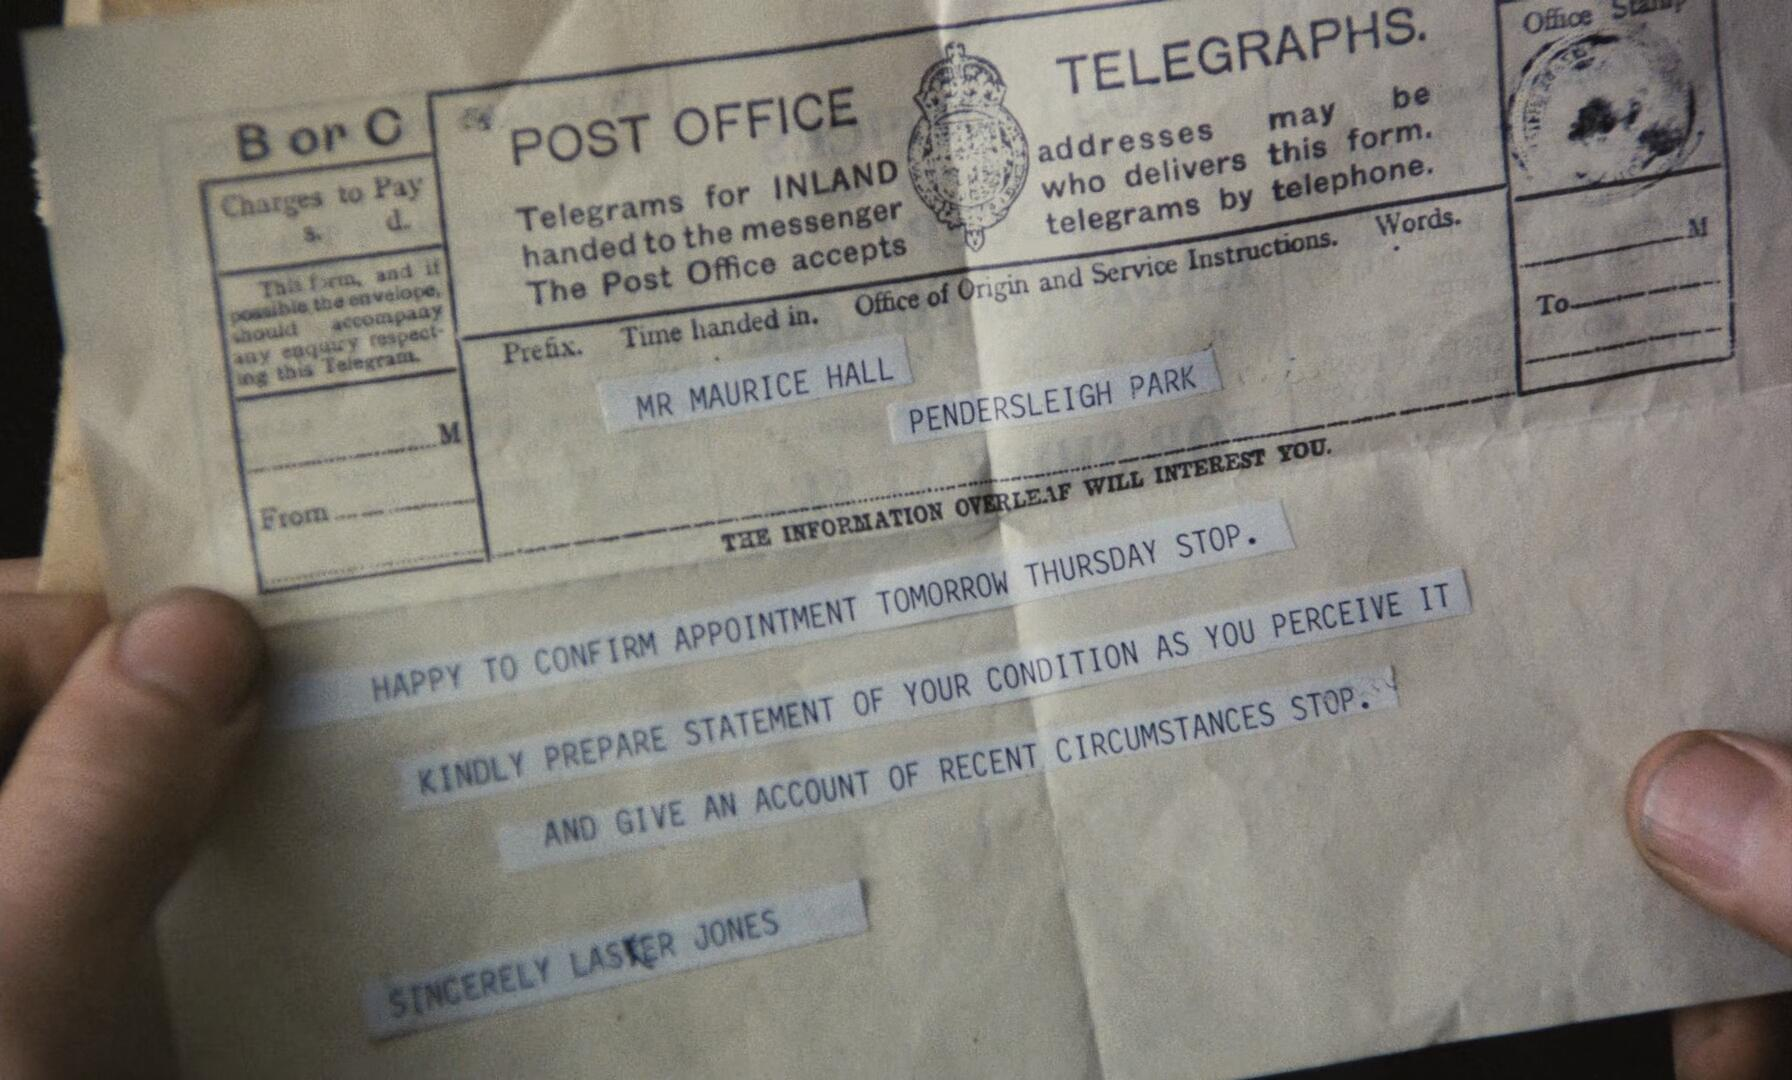 B or C
Charges to Pay
s. d.
This form, and if
possible the envelope,
should accompany
any enquiry respect-
ing this Telegram.
M
From
POST OFFICE TELEGRAPHS.
Telegrams for INLAND addresses may be
handed to the messenger who delivers this form.
The Post Office accepts telegrams by telephone.
Prefix. Time handed in. Office of Origin and Service Instructions. Words.
Office Stamp
M
To
MR MAURICE HALL
PENDERSLEIGH PARK
THE INFORMATION OVERLEAF WILL INTEREST YOU.
HAPPY TO CONFIRM APPOINTMENT TOMORROW THURSDAY STOP.
KINDLY PREPARE STATEMENT OF YOUR CONDITION AS YOU PERCEIVE IT
AND GIVE AN ACCOUNT OF RECENT CIRCUMSTANCES STOP.
SINCERELY LASKER JONES